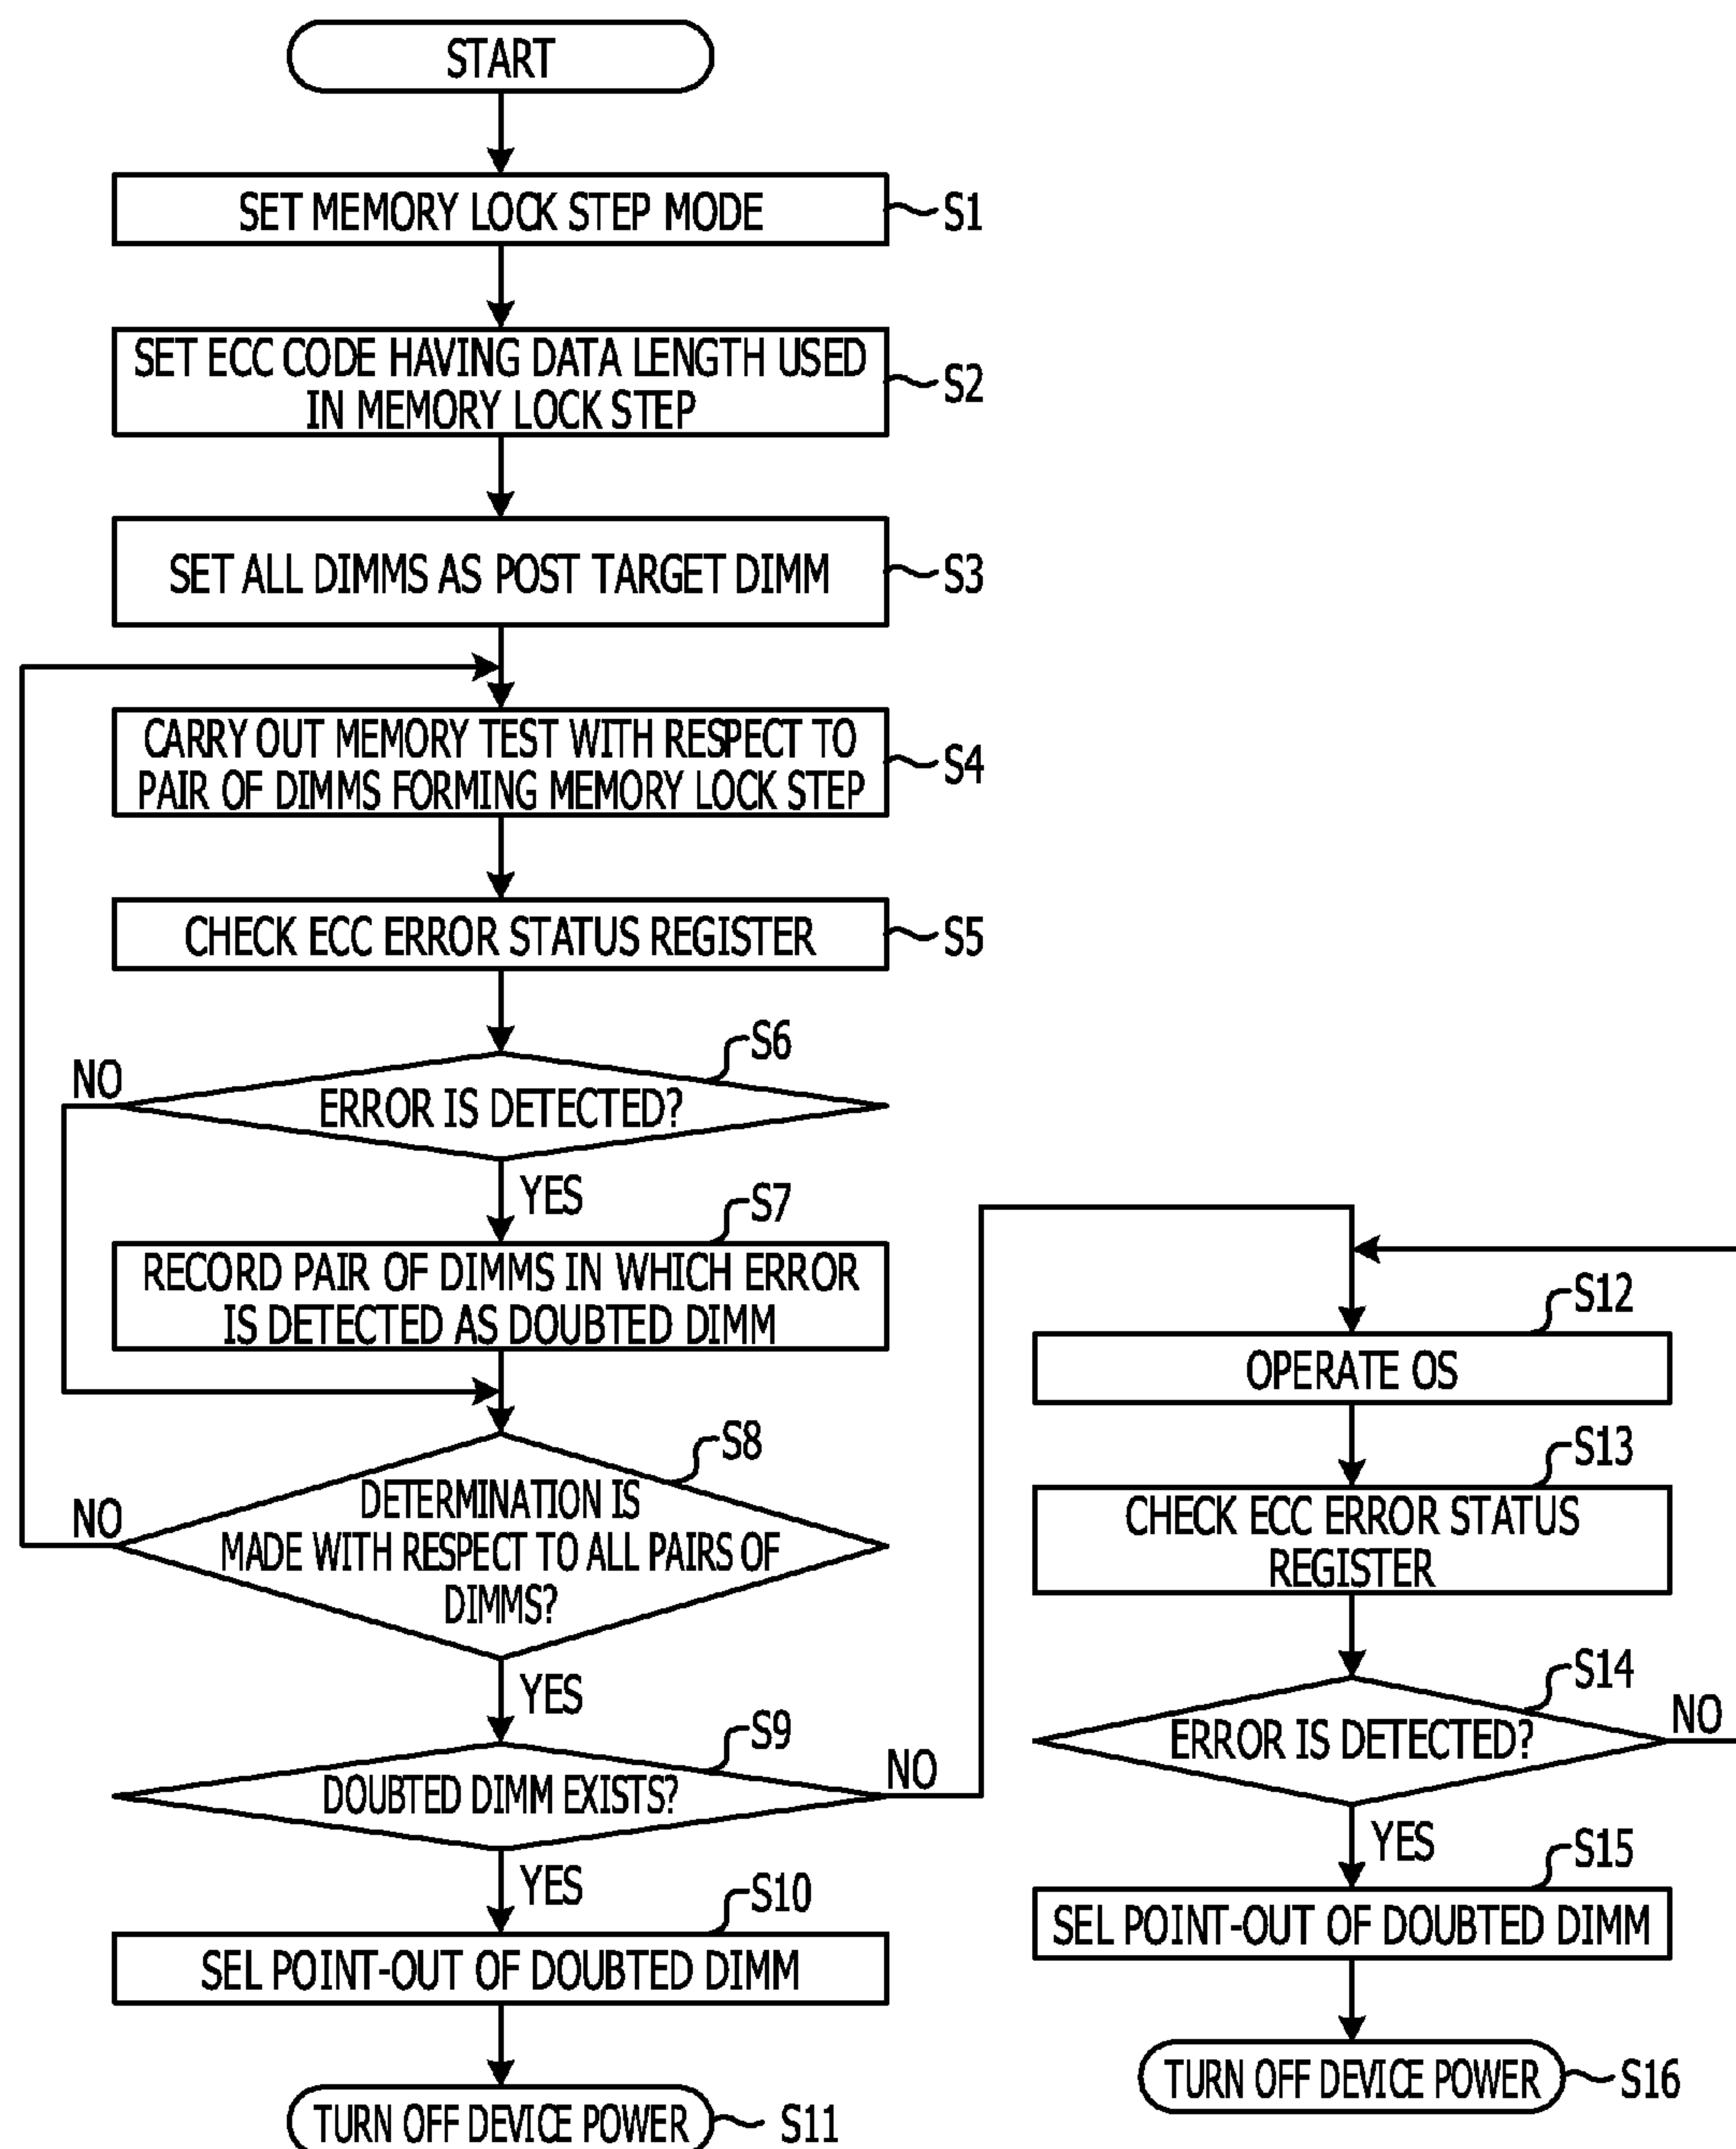 START
SET MEMORY LOCK STEP MODE
S1
SET ECC CODE HAVING DATA LENGTH USED
IN MEMORY LOCK STEP
S2
SET ALL DIMMS AS POST TARGET DIMM
S3
CARRY OUT MEMORY TEST WITH RESPECT TO
PAIR OF DIMMS FORMING MEMORY LOCK STEP
S4
CHECK ECC ERROR STATUS REGISTER
S5
S6
NO
ERROR IS DETECTED?
YES
S7
RECORD PAIR OF DIMMS IN WHICH ERROR
IS DETECTED AS DOUBTED DIMM
S8
NO
DETERMINATION IS
MADE WITH RESPECT TO ALL PAIRS OF
DIMMS?
YES
S9
DOUBTED DIMM EXISTS?
NO
YES
S10
SEL POINT-OUT OF DOUBTED DIMM
TURN OFF DEVICE POWER
S11
S12
OPERATE OS
S13
CHECK ECC ERROR STATUS
REGISTER
S14
ERROR IS DETECTED?
NO
YES
S15
SEL POINT-OUT OF DOUBTED DIMM
TURN OFF DEVICE POWER
S16